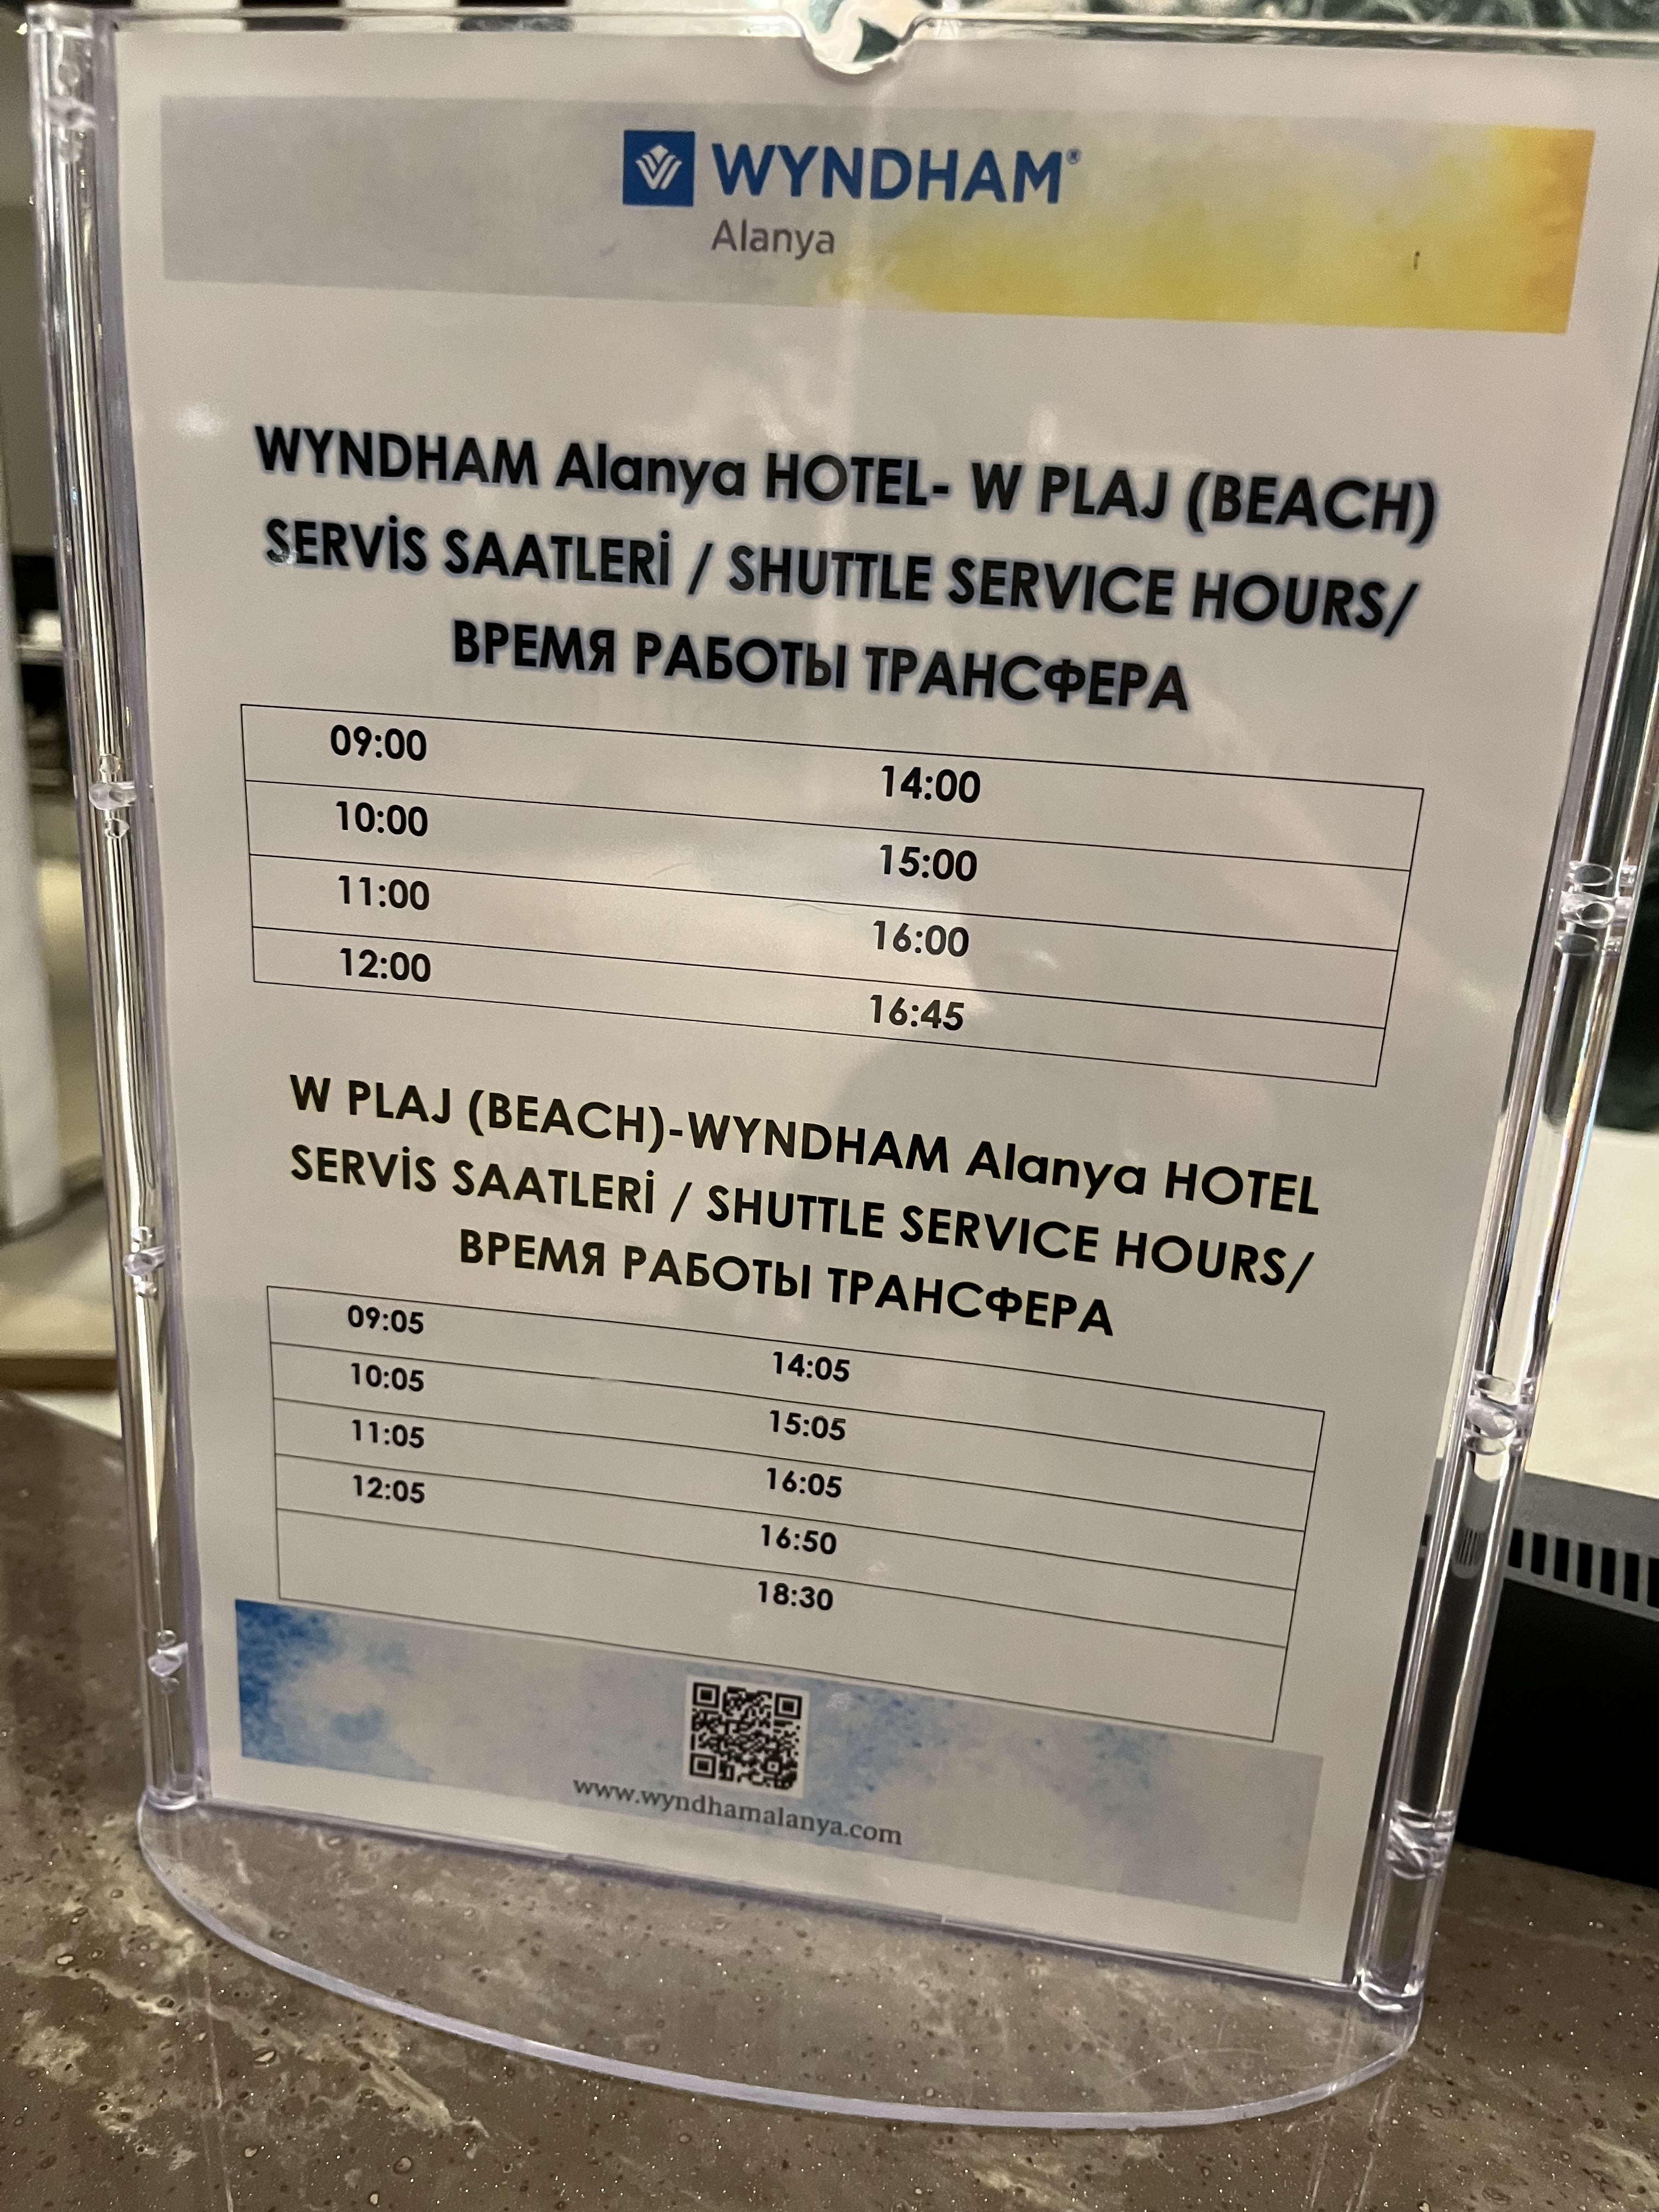 WYNDHAM®
Alanya
WYNDHAM Alanya HOTEL- W PLAJ (BEACH)
SERVİS SAATLERİ / SHUTTLE SERVICE HOURS/
ВРЕМЯ РАБОТЫ ТРАНСФЕРА
09:00 14:00
10:00 15:00
11:00 16:00
12:00 16:45
W PLAJ (BEACH)-WYNDHAM Alanya HOTEL
SERVİS SAATLERİ / SHUTTLE SERVICE HOURS/
ВРЕМЯ РАБОТЫ ТРАНСФЕРА
09:05 14:05
10:05 15:05
11:05 16:05
12:05 16:50
18:30
www.wyndhamalanya.com